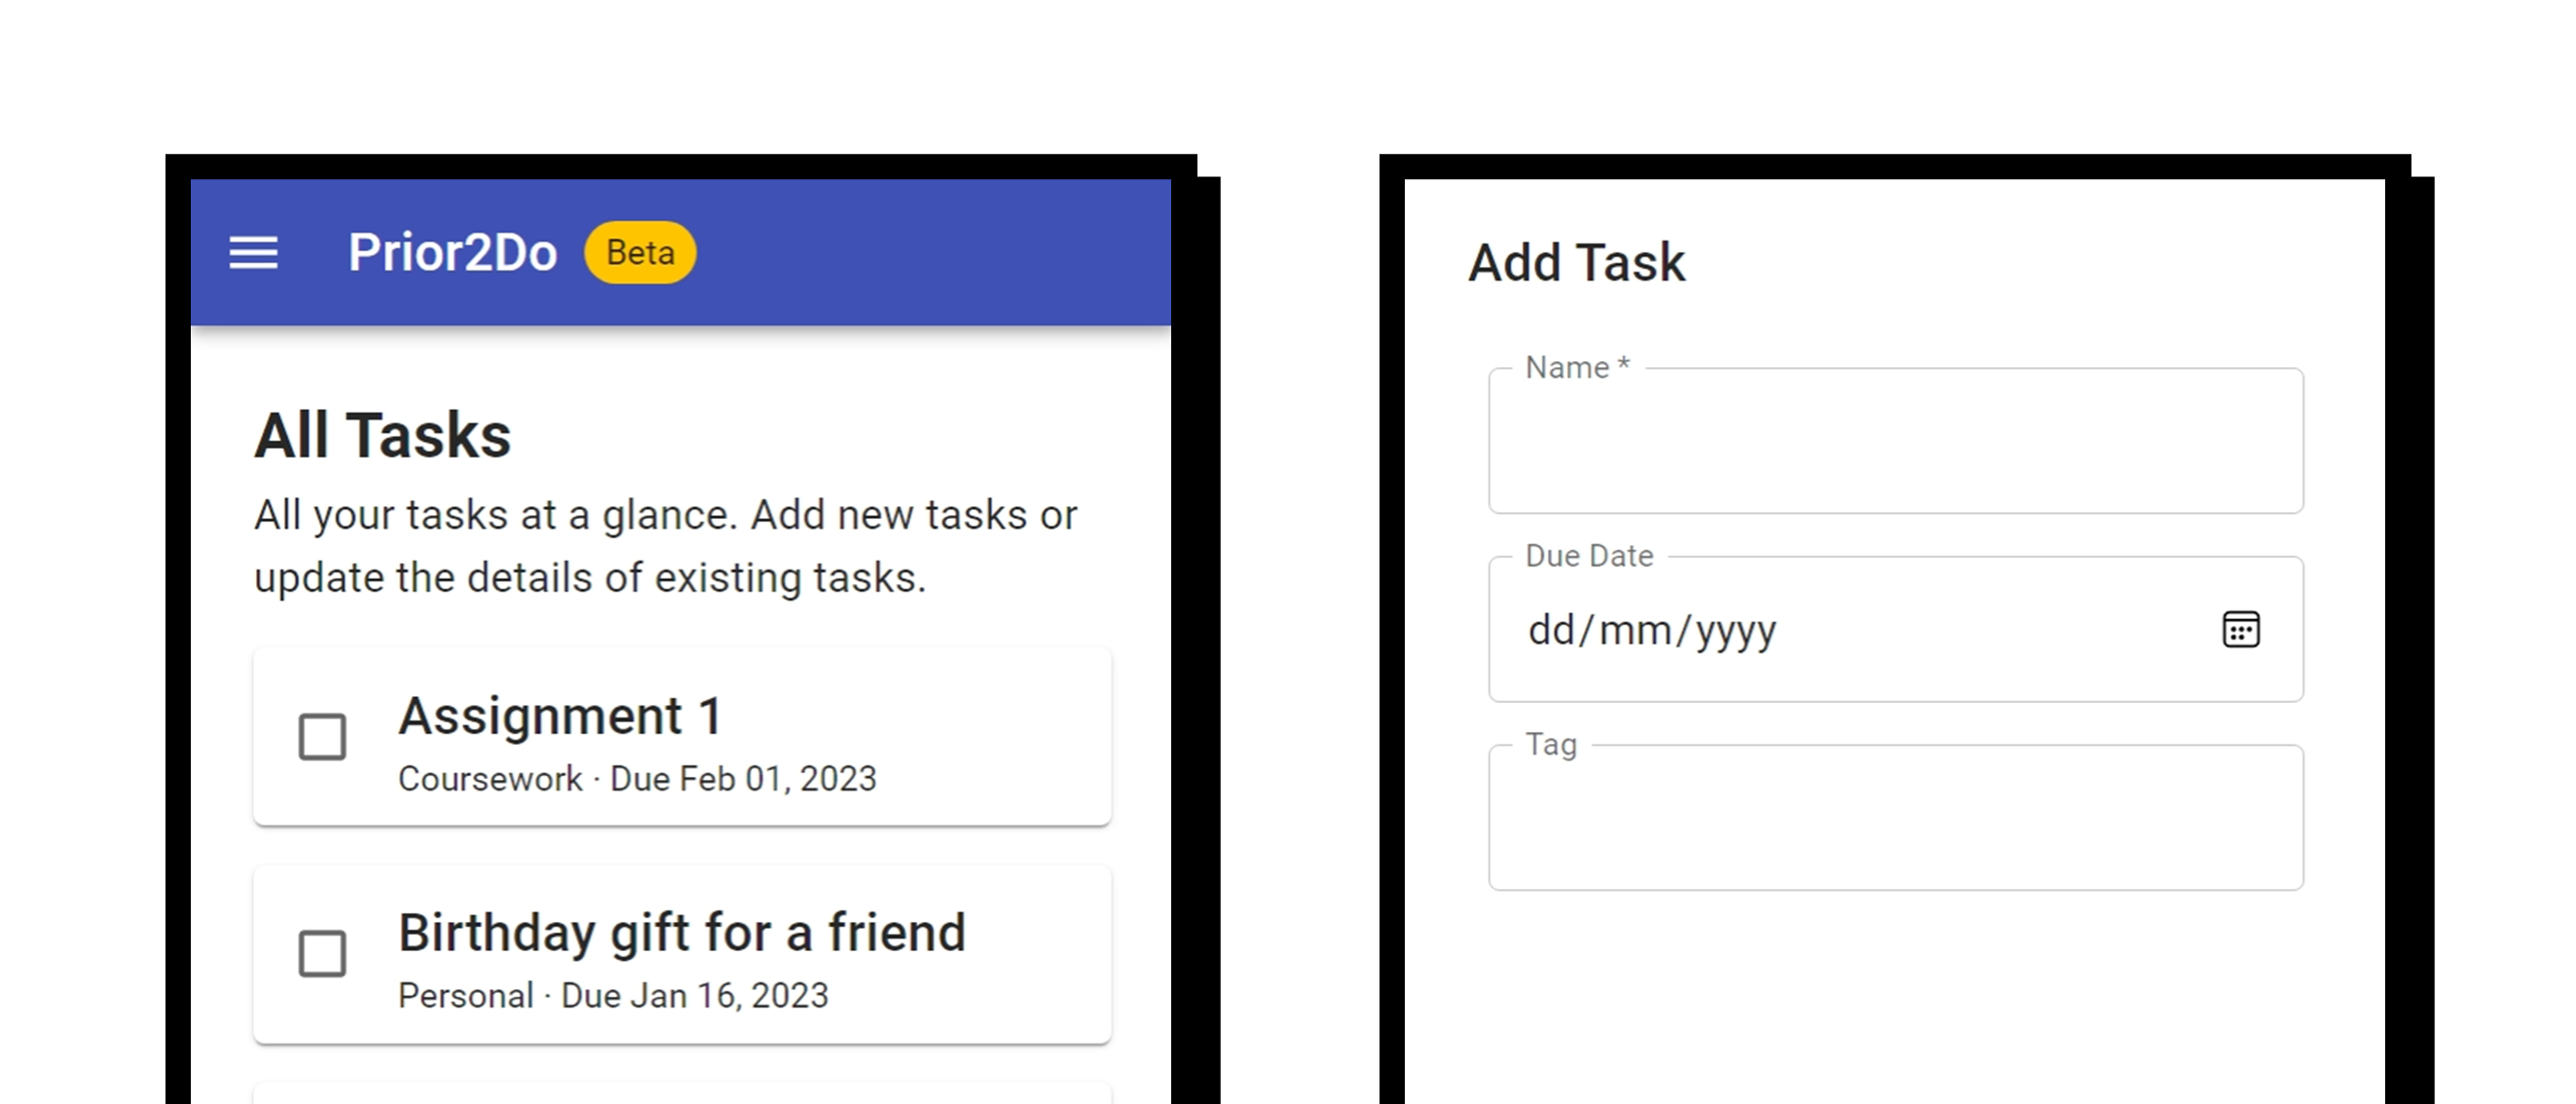 Prior2Do Beta
All Tasks
All your tasks at a glance. Add new tasks or
update the details of existing tasks.
Assignment 1
Coursework · Due Feb 01, 2023
Birthday gift for a friend
Personal · Due Jan 16, 2023
Add Task
Name *
Due Date
dd/mm/yyyy
Tag